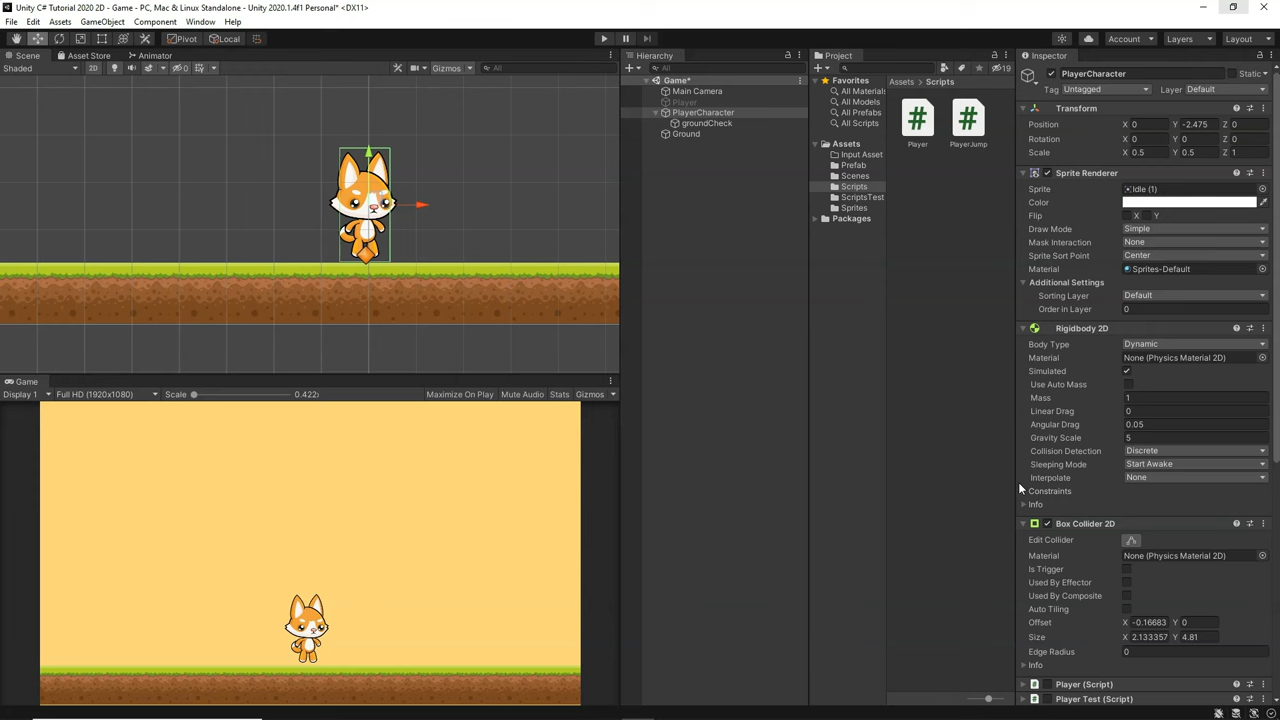 Unity C# Tutorial 2020 2D - Game - PC, Mac & Linux Standalone - Unity 2020.1.4f1 Personal* <DX11>
File Edit Assets GameObject Component Window Help
Pivot Local Account Layers Layout
Scene Asset Store Animator
Shaded 2D 0 Gizmos All
Hierarchy
All
Game*
Main Camera
Player
PlayerCharacter
groundCheck
Ground
Game
Display 1 Full HD (1920x1080) Scale 0.422x Maximize On Play Mute Audio Stats Gizmos
Project
19
Favorites
All Materials
All Models
All Prefabs
All Scripts
Assets
Input Asset
Prefab
Scenes
Scripts
ScriptsTest
Sprites
Packages
Assets > Scripts
# #
Player PlayerJump
Inspector
PlayerCharacter Static
Tag Untagged Layer Default
Transform
Position X 0 Y -2.475 Z 0
Rotation X 0 Y 0 Z 0
Scale X 0.5 Y 0.5 Z 1
Sprite Renderer
Sprite Idle (1)
Color
Flip X Y
Draw Mode Simple
Mask Interaction None
Sprite Sort Point Center
Material Sprites-Default
Additional Settings
Sorting Layer Default
Order in Layer 0
Rigidbody 2D
Body Type Dynamic
Material None (Physics Material 2D)
Simulated
Use Auto Mass
Mass 1
Linear Drag 0
Angular Drag 0.05
Gravity Scale 5
Collision Detection Discrete
Sleeping Mode Start Awake
Interpolate None
Constraints
Info
Box Collider 2D
Edit Collider
Material None (Physics Material 2D)
Is Trigger
Used By Effector
Used By Composite
Auto Tiling
Offset X -0.16683 Y 0
Size X 2.133357 Y 4.81
Edge Radius 0
Info
Player (Script)
Player Test (Script)